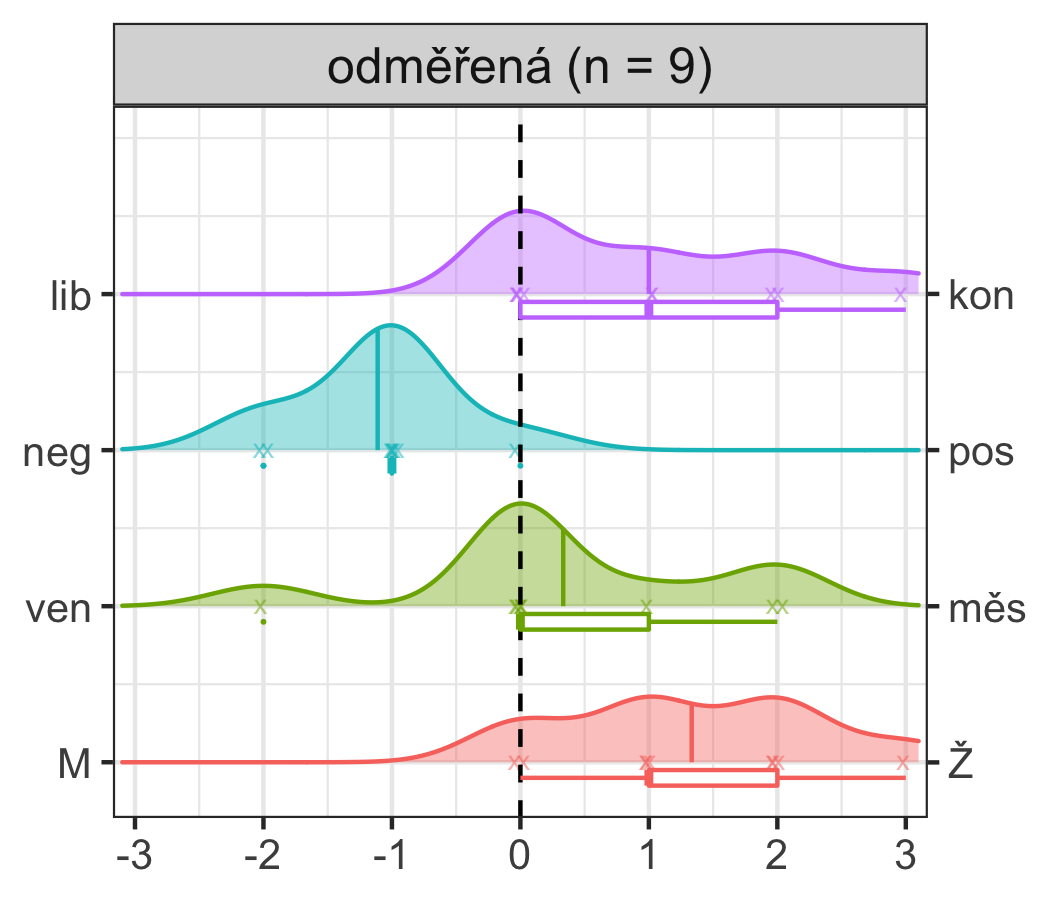 odměřená (n = 9)
lib kon
neg pos
ven měs
M Ž
-3 -2 -1 0 1 2 3